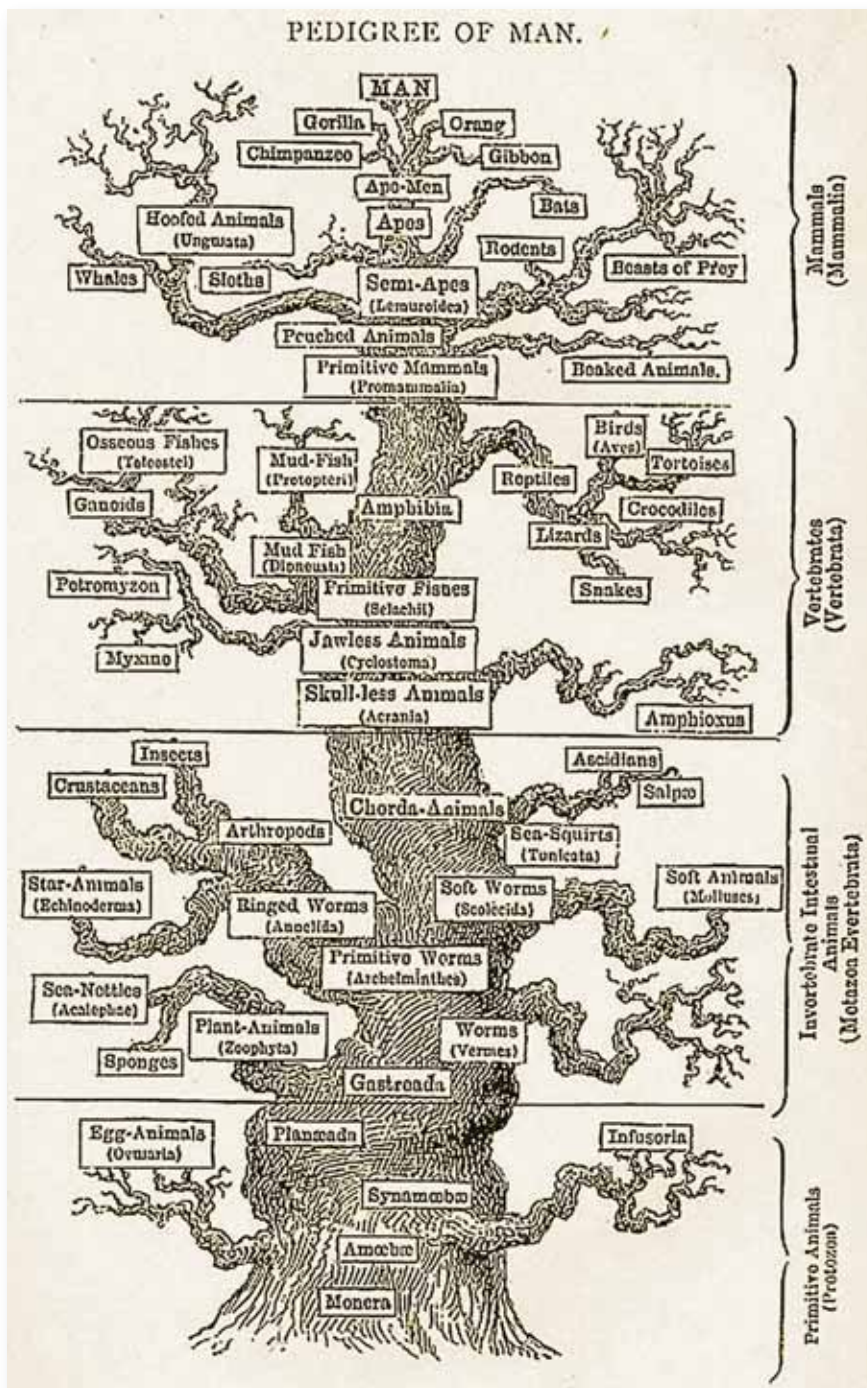 PEDIGREE OF MAN.
MAN
Gorilla
Orang
Chimpanzee
Gibbon
Ape-Men
Bats
Hoofed Animals
(Ungulata)
Apes
Rodents
Whales
Sloths
Semi-Apes
(Lemuroidea)
Beasts of Prey
Pouched Animals
Primitive Mammals
(Promammalia)
Beaked Animals.
Mammals
(Mammalia)
Osseous Fishes
(Teleostei)
Mud-Fish
(Protopteri)
Birds
(Aves)
Tortoises
Reptiles
Ganoids
Amphibia
Crocodiles
Lizards
Mud Fish
(Dipneusti)
Petromyzon
Primitive Fishes
(Selachii)
Snakes
Jawless Animals
(Cyclostoma)
Myxine
Skull-less Animals
(Acrania)
Amphioxus
Vertebrates
(Vertebrata)
Insects
Ascidians
Crustaceans
Salpæ
Chorda-Animals
Arthropods
Sea-Squirts
(Tunicata)
Star-Animals
(Echinoderma)
Ringed Worms
(Annelida)
Soft Worms
(Scolecida)
Soft Animals
(Molluscs)
Primitive Worms
(Archelminthes)
Sea-Nettles
(Acalephae)
Plant-Animals
(Zoophyta)
Worms
(Vermes)
Sponges
Gastreada
Invertebrate Intestinal
Animals
(Metazoa Evertebrata)
Egg-Animals
(Ovularia)
Planæada
Infusoria
Synamœbæ
Amœbæ
Monera
Primitive Animals
(Protozoa)